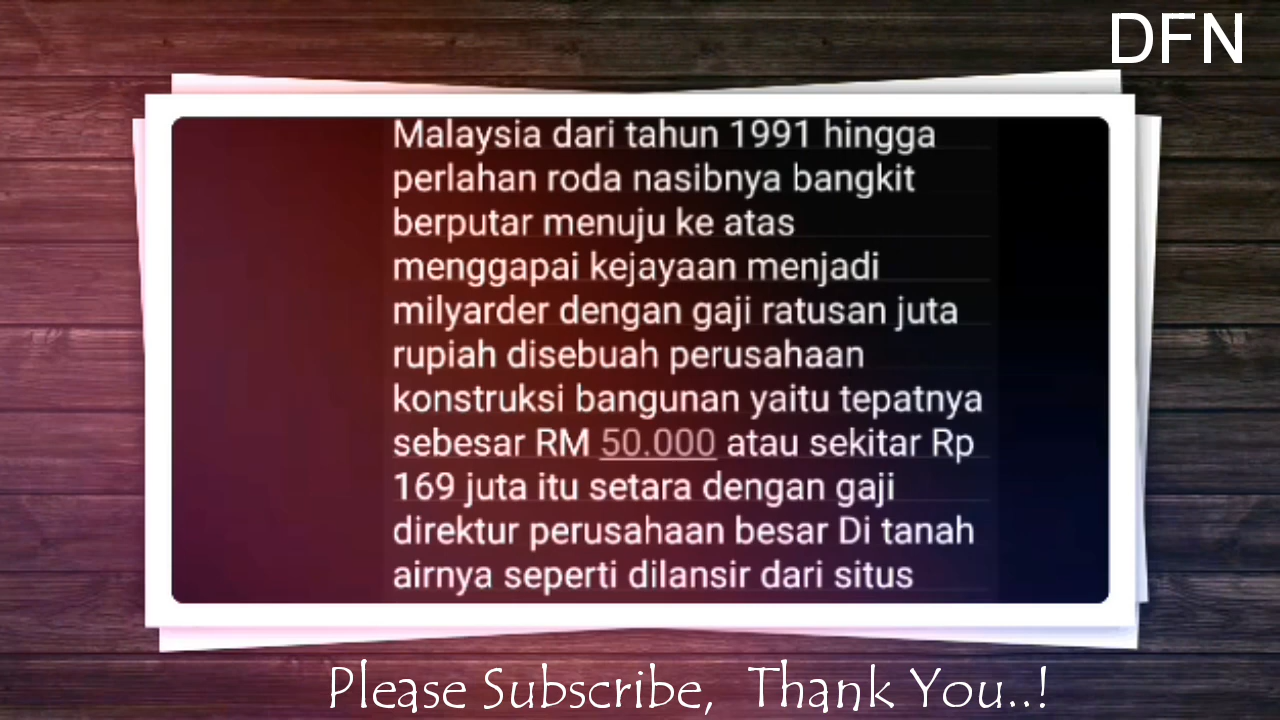 DFN
Malaysia dari tahun 1991 hingga
perlahan roda nasibnya bangkit
berputar menuju ke atas
menggapai kejayaan menjadi
milyarder dengan gaji ratusan juta
rupiah disebuah perusahaan
konstruksi bangunan yaitu tepatnya
sebesar RM 50.000 atau sekitar Rp
169 juta itu setara dengan gaji
direktur perusahaan besar Di tanah
airnya seperti dilansir dari situs
Please Subscribe, Thank You..!